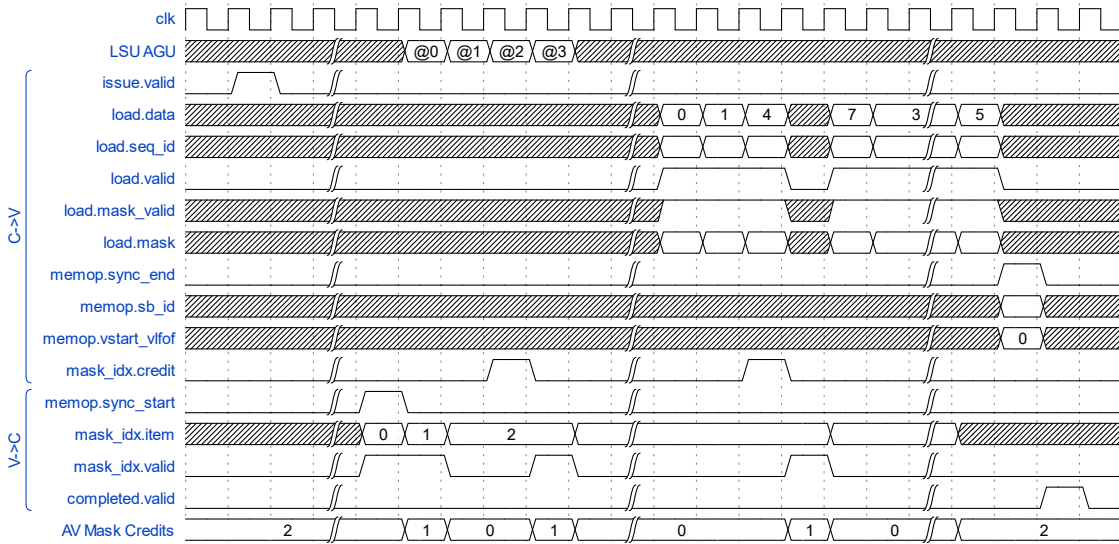 clk
LSU AGU @0 @1 @2 @3
issue.valid
load.data 0 1 4 7 3 5
load.seq_id
load.valid
load.mask_valid
load.mask
memop.sync_end
memop.sb_id
memop.vstart_vlfof 0
mask_idx.credit
C->V
memop.sync_start
mask_idx.item 0 1 2
mask_idx.valid
completed.valid
V->C
AV Mask Credits 2 1 0 1 0 1 0 2